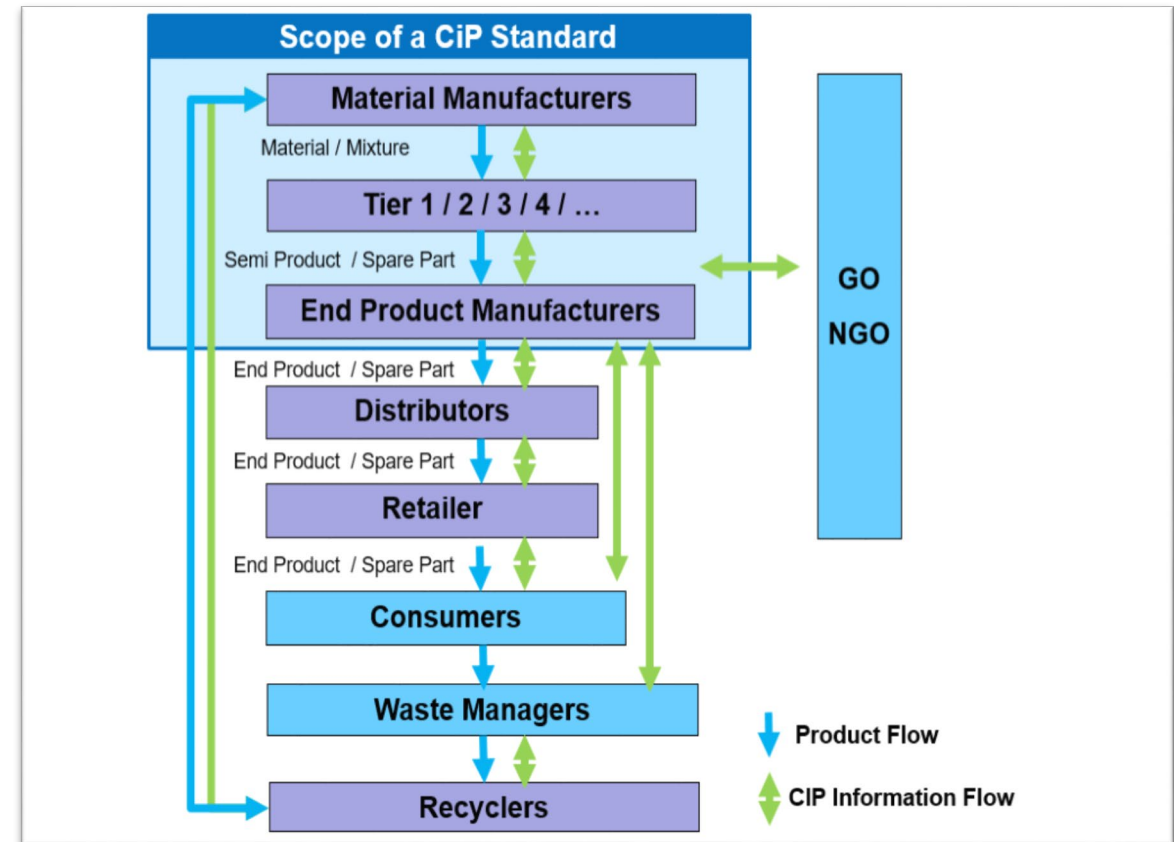 Scope of a CiP Standard
Material Manufacturers
Material / Mixture
Tier 1 / 2 / 3 / 4 / …
Semi Product / Spare Part
End Product Manufacturers
End Product / Spare Part
Distributors
End Product / Spare Part
Retailer
End Product / Spare Part
Consumers
Waste Managers
Recyclers
GO
NGO
Product Flow
CIP Information Flow